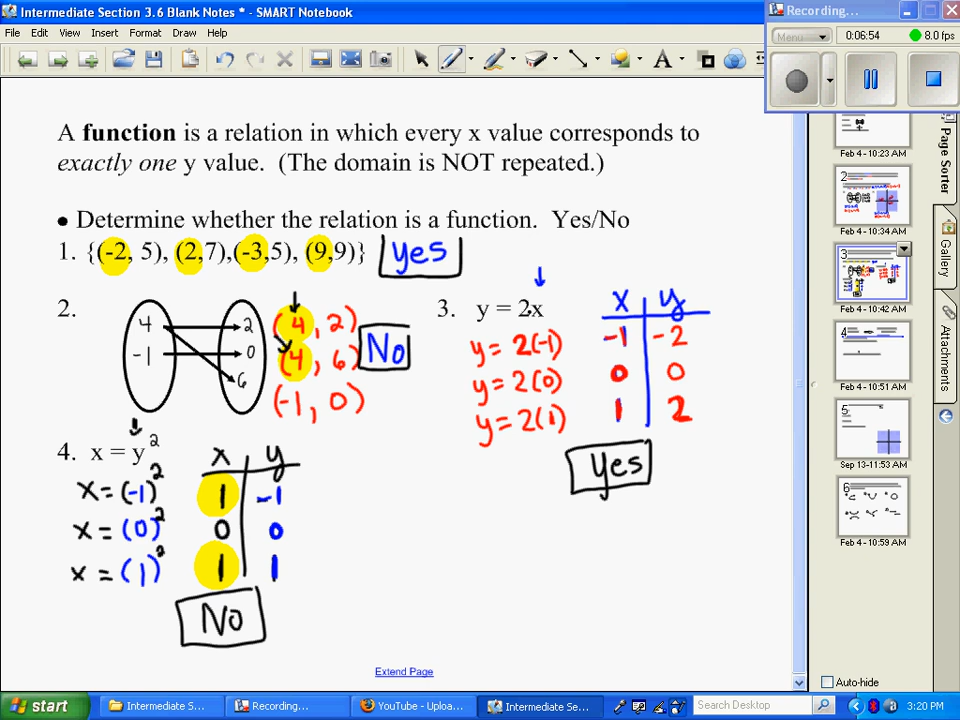 Intermediate Section 3.6 Blank Notes * - SMART Notebook
Recording...
File Edit View Insert Format Draw Help
Menu
0:06:54
8.0 fps
A function is a relation in which every x value corresponds to
exactly one y value. (The domain is NOT repeated.)
• Determine whether the relation is a function. Yes/No
1. {(-2, 5), (2,7),(-3,5), (9,9)} yes
2.
4
-1
2
0
6
(4, 2)
(4, 6)
(-1, 0)
No
3. y = 2x
y = 2(-1)
y = 2(0)
y = 2(1)
x y
-1 -2
0 0
1 2
Yes
4. x = y²
x = (-1)²
x = (0)²
x = (1)²
x y
1 -1
0 0
1 1
No
Extend Page
Feb 4 - 10:23 AM
2
Feb 4 - 10:34 AM
3
Feb 4 - 10:42 AM
4
Feb 4 - 10:51 AM
5
Sep 13-11:53 AM
6
Feb 4 - 10:59 AM
Page Sorter
Gallery
Attachments
Auto-hide
start
Intermediate S...
Recording...
YouTube - Uploa...
Intermediate Se...
Search Desktop
3:20 PM